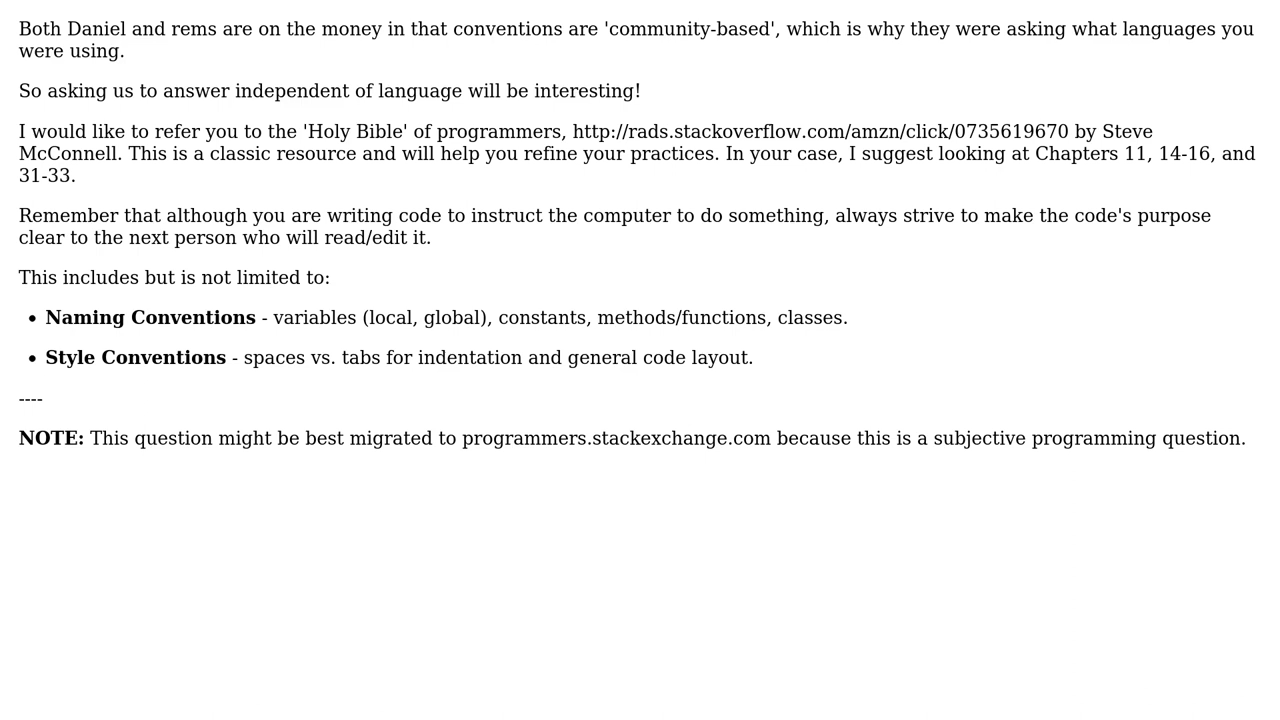 Both Daniel and rems are on the money in that conventions are 'community-based', which is why they were asking what languages you
were using.
So asking us to answer independent of language will be interesting!
I would like to refer you to the 'Holy Bible' of programmers, http://rads.stackoverflow.com/amzn/click/0735619670 by Steve
McConnell. This is a classic resource and will help you refine your practices. In your case, I suggest looking at Chapters 11, 14-16, and
31-33.
Remember that although you are writing code to instruct the computer to do something, always strive to make the code's purpose
clear to the next person who will read/edit it.
This includes but is not limited to:
• Naming Conventions - variables (local, global), constants, methods/functions, classes.
• Style Conventions - spaces vs. tabs for indentation and general code layout.
----
NOTE: This question might be best migrated to programmers.stackexchange.com because this is a subjective programming question.